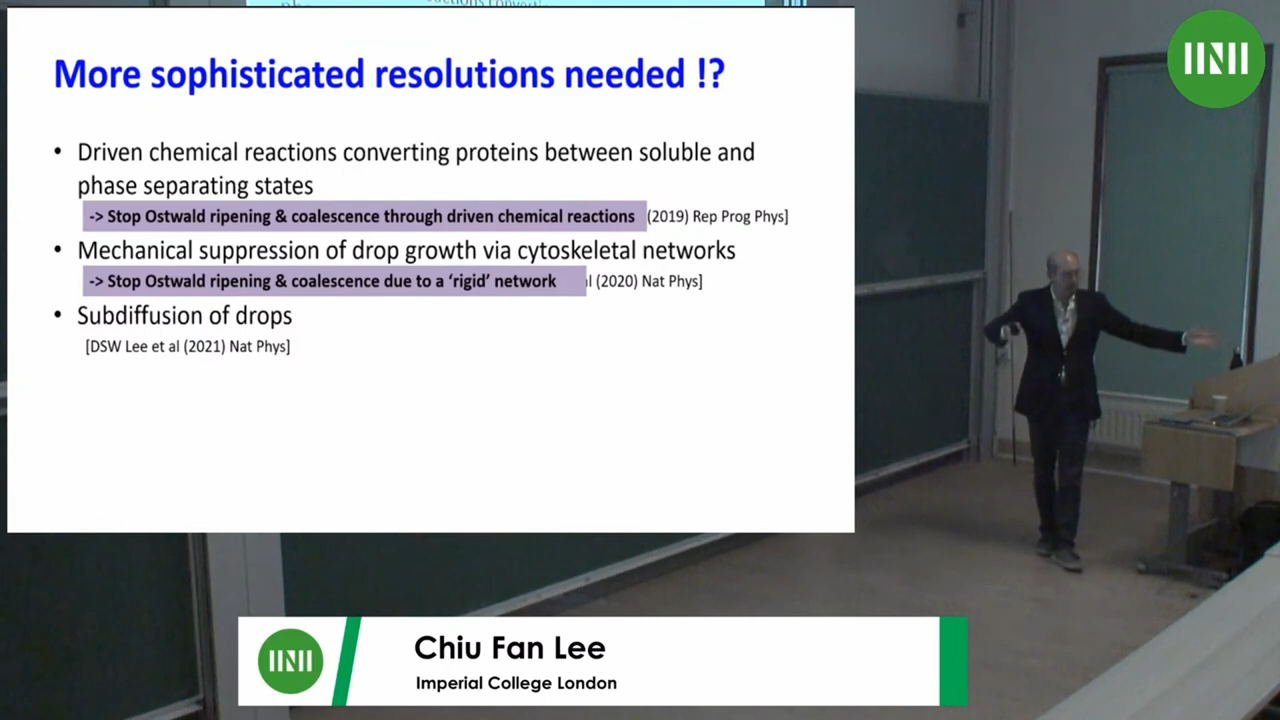 More sophisticated resolutions needed !?
• Driven chemical reactions converting proteins between soluble and
phase separating states
-> Stop Ostwald ripening & coalescence through driven chemical reactions (2019) Rep Prog Phys]
• Mechanical suppression of drop growth via cytoskeletal networks
-> Stop Ostwald ripening & coalescence due to a ‘rigid’ network l (2020) Nat Phys]
• Subdiffusion of drops
[DSW Lee et al (2021) Nat Phys]
Chiu Fan Lee
Imperial College London